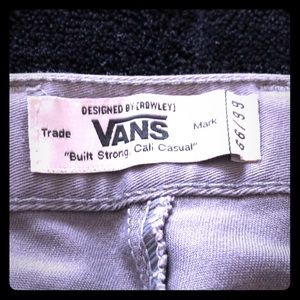 DESIGNED BY [ROWLEY]
Trade VANS Mark
"Built Strong. Cali Casual"
66/99